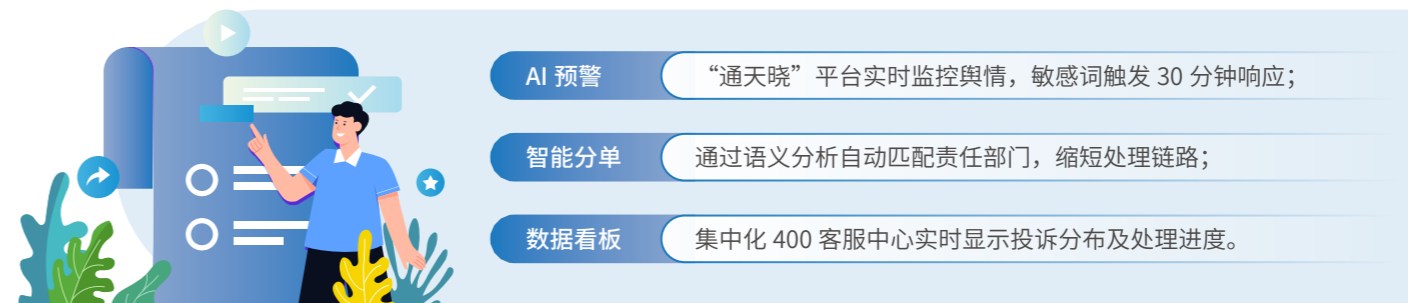 AI 预警
“通天晓”平台实时监控舆情，敏感词触发 30 分钟响应；
智能分单
通过语义分析自动匹配责任部门，缩短处理链路；
数据看板
集中化 400 客服中心实时显示投诉分布及处理进度。